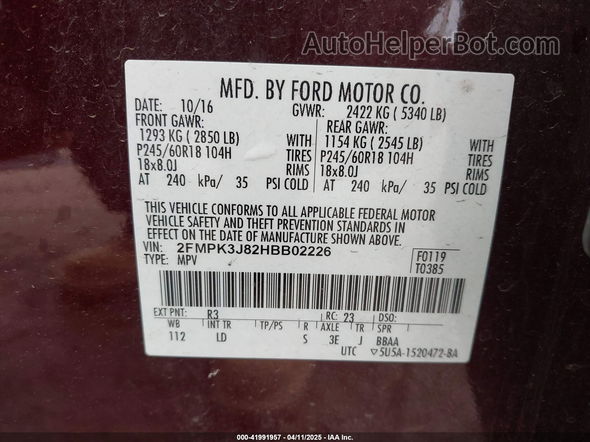 AutoHelperBot.com
MFD. BY FORD MOTOR CO.
DATE: 10/16 GVWR: 2422 KG ( 5340 LB)
FRONT GAWR: REAR GAWR:
1293 KG ( 2850 LB) WITH 1154 KG ( 2545 LB) WITH
P245/60R18 104H TIRES P245/60R18 104H TIRES
18x8.0J RIMS 18x8.0J RIMS
AT 240 kPa/ 35 PSI COLD AT 240 kPa/ 35 PSI COLD
THIS VEHICLE CONFORMS TO ALL APPLICABLE FEDERAL MOTOR
VEHICLE SAFETY AND THEFT PREVENTION STANDARDS IN
EFFECT ON THE DATE OF MANUFACTURE SHOWN ABOVE.
VIN: 2FMPK3J82HBB02226 F0119
TYPE: MPV T0385
EXT PNT: R3 RC: 23 DSO:
WB INT TR TP/PS R AXLE TR SPR
112 LD S 3E J BBAA
UTC ▽5U5A-1520472-BA
000-41991957 - 04/11/2025 - IAA Inc.